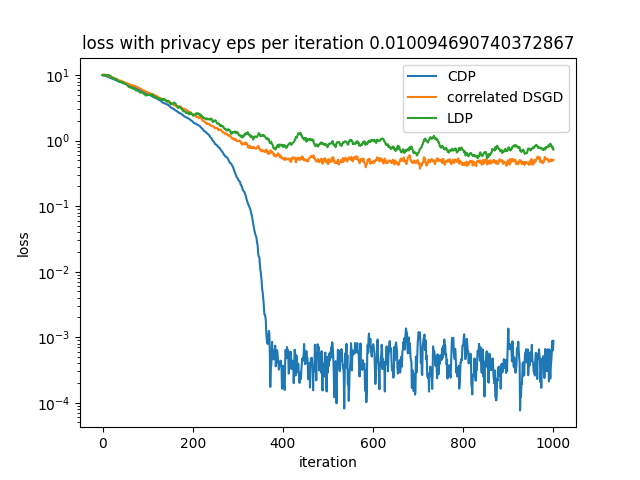 loss with privacy eps per iteration 0.010094690740372867
CDP
correlated DSGD
LDP
10¹
10⁰
10⁻¹
10⁻²
10⁻³
10⁻⁴
loss
0 200 400 600 800 1000
iteration